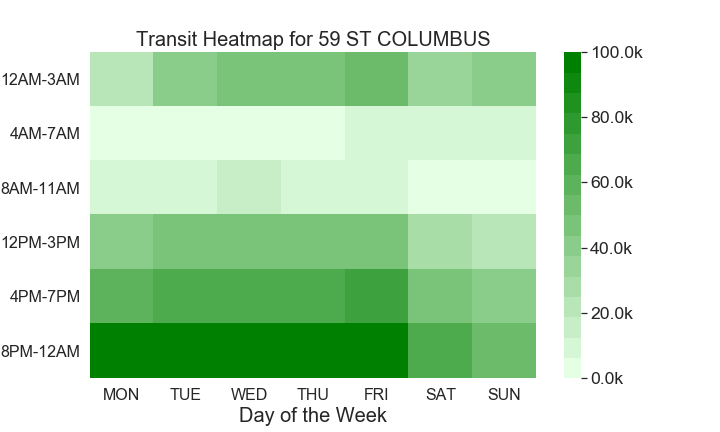 Transit Heatmap for 59 ST COLUMBUS
12AM-3AM
4AM-7AM
8AM-11AM
12PM-3PM
4PM-7PM
8PM-12AM
MON TUE WED THU FRI SAT SUN
Day of the Week
100.0k
80.0k
60.0k
40.0k
20.0k
0.0k